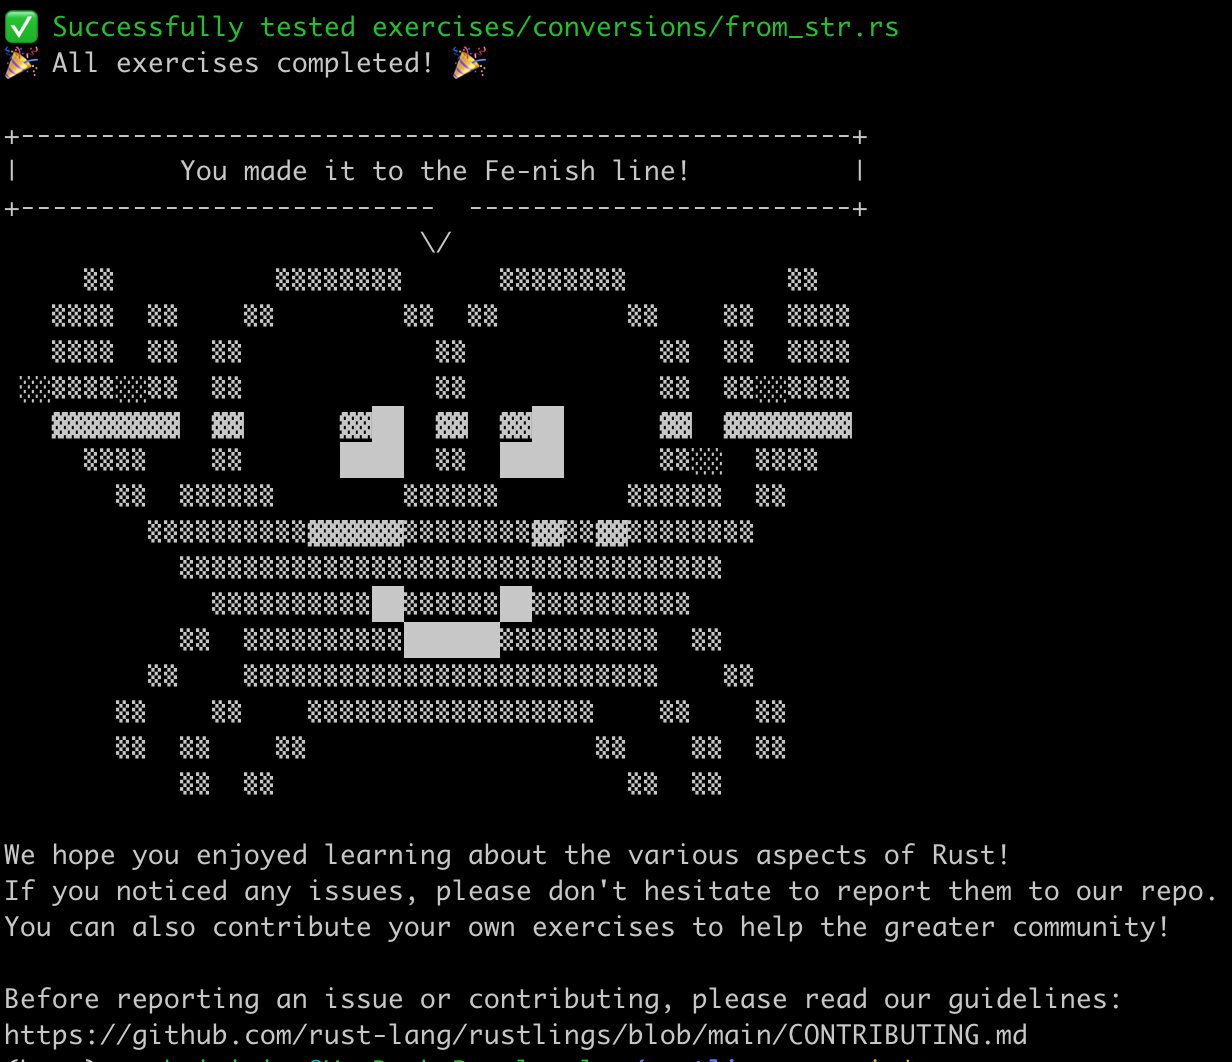 ✅ Successfully tested exercises/conversions/from_str.rs
🎉 All exercises completed! 🎉
You made it to the Fe-nish line!
We hope you enjoyed learning about the various aspects of Rust!
If you noticed any issues, please don't hesitate to report them to our repo.
You can also contribute your own exercises to help the greater community!
Before reporting an issue or contributing, please read our guidelines:
https://github.com/rust-lang/rustlings/blob/main/CONTRIBUTING.md